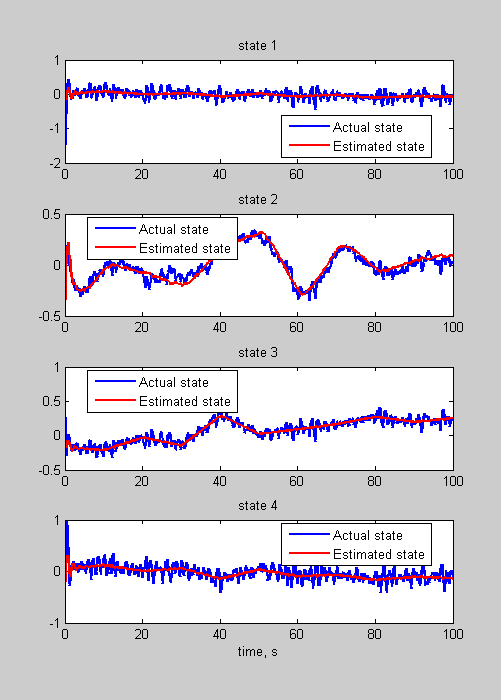 state 1
1
0
-1
-2
Actual state
Estimated state
0 20 40 60 80 100
state 2
0.5
0
-0.5
Actual state
Estimated state
0 20 40 60 80 100
state 3
1
0.5
0
-0.5
Actual state
Estimated state
0 20 40 60 80 100
state 4
1
0
-1
Actual state
Estimated state
0 20 40 60 80 100
time, s